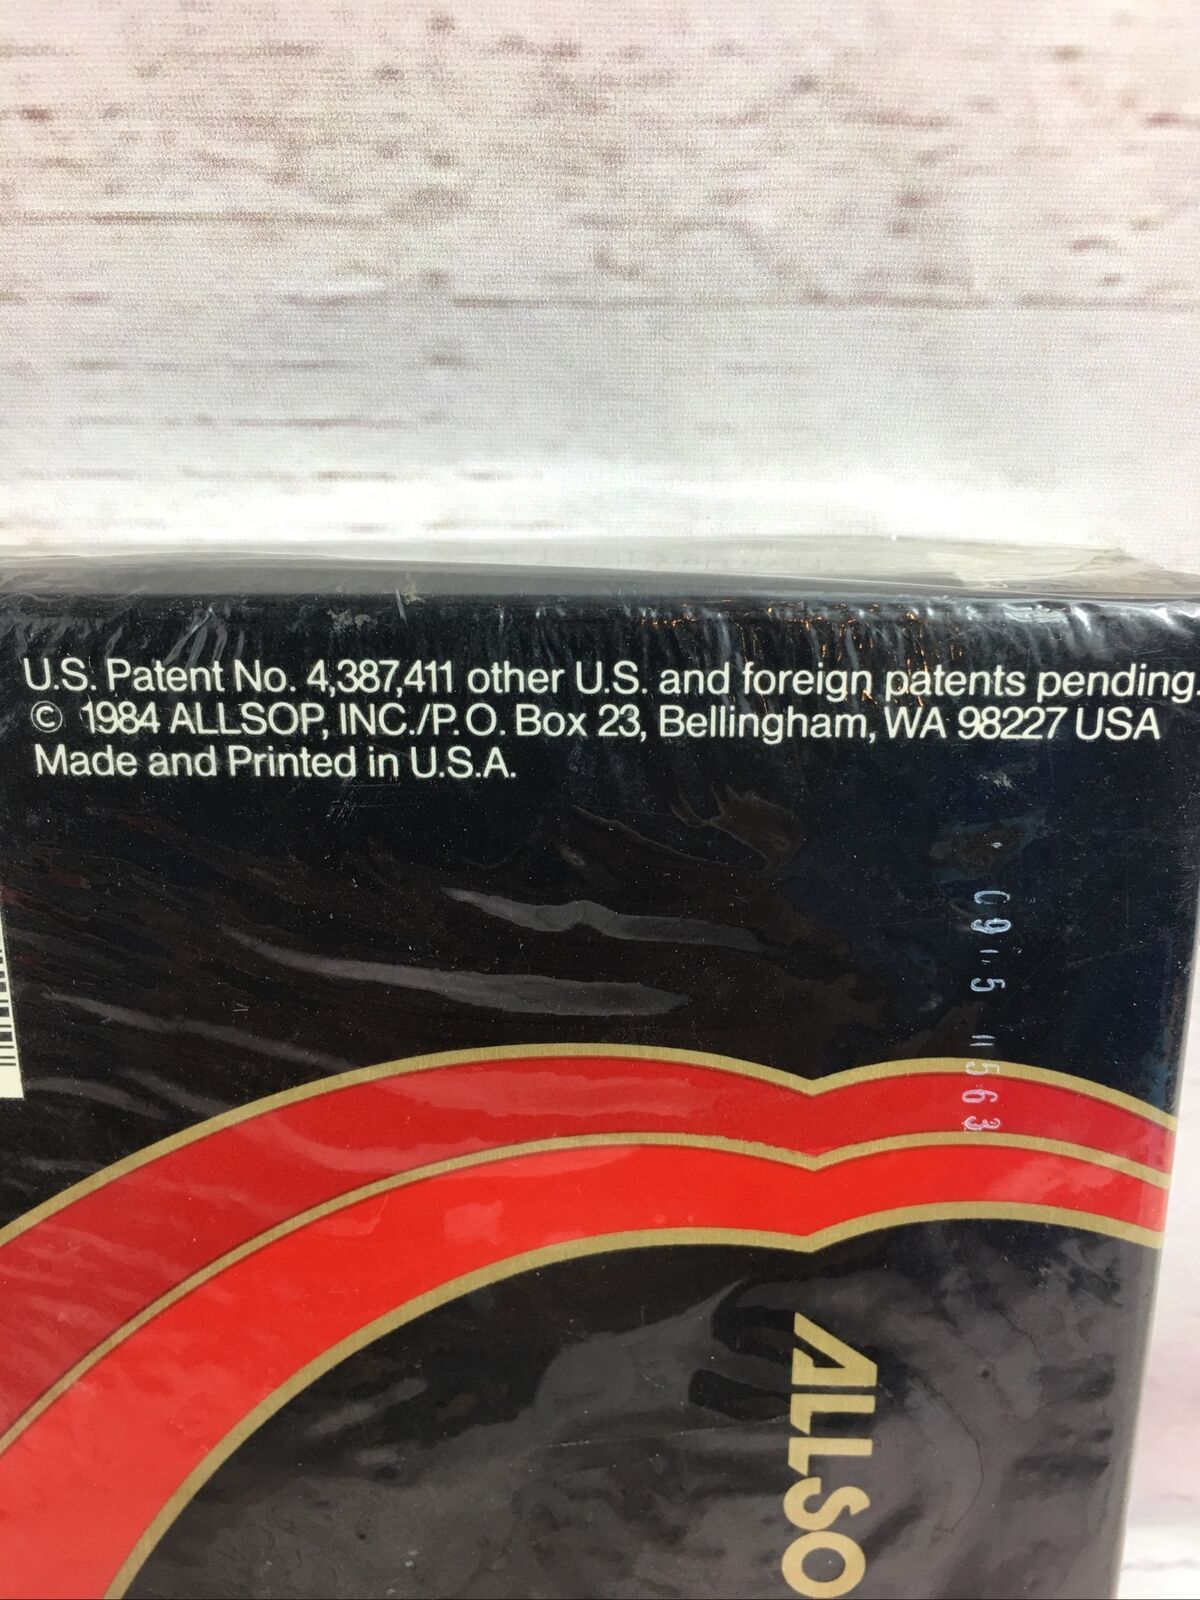 U.S. Patent No. 4,387,411 other U.S. and foreign patents pending
© 1984 ALLSOP, INC./P.O. Box 23, Bellingham, WA 98227 USA
Made and Printed in U.S.A.
ALLSO